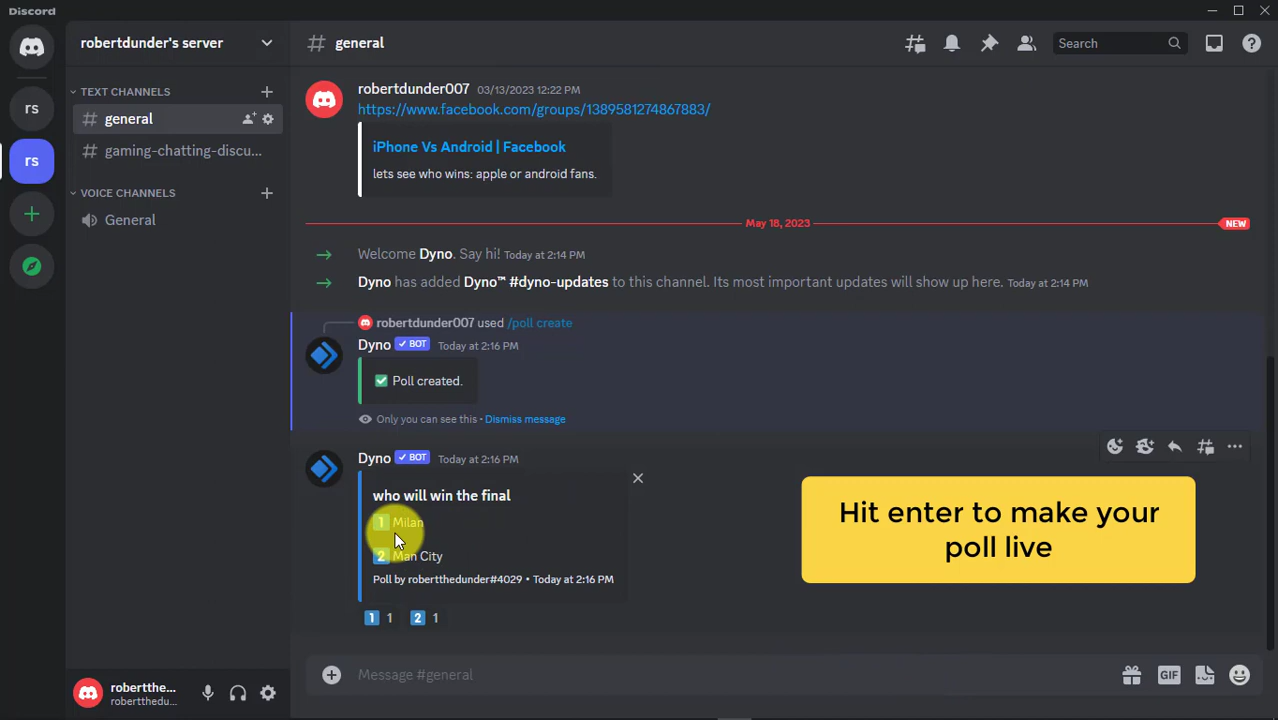 Discord
robertdunder's server
# general
Search
TEXT CHANNELS
# general
# gaming-chatting-discu...
VOICE CHANNELS
General
rs
rs
robertdunder007 03/13/2023 12:22 PM
https://www.facebook.com/groups/1389581274867883/
iPhone Vs Android | Facebook
lets see who wins: apple or android fans.
May 18, 2023
NEW
Welcome Dyno. Say hi! Today at 2:14 PM
Dyno has added Dyno™ #dyno-updates to this channel. Its most important updates will show up here. Today at 2:14 PM
robertdunder007 used /poll create
Dyno ✓ BOT Today at 2:16 PM
✅ Poll created.
Only you can see this • Dismiss message
Dyno ✓ BOT Today at 2:16 PM
who will win the final
1 Milan
2 Man City
Poll by robertthedunder#4029 • Today at 2:16 PM
1 1 2 1
Hit enter to make your
poll live
robertthe...
robertthedu...
Message #general
GIF